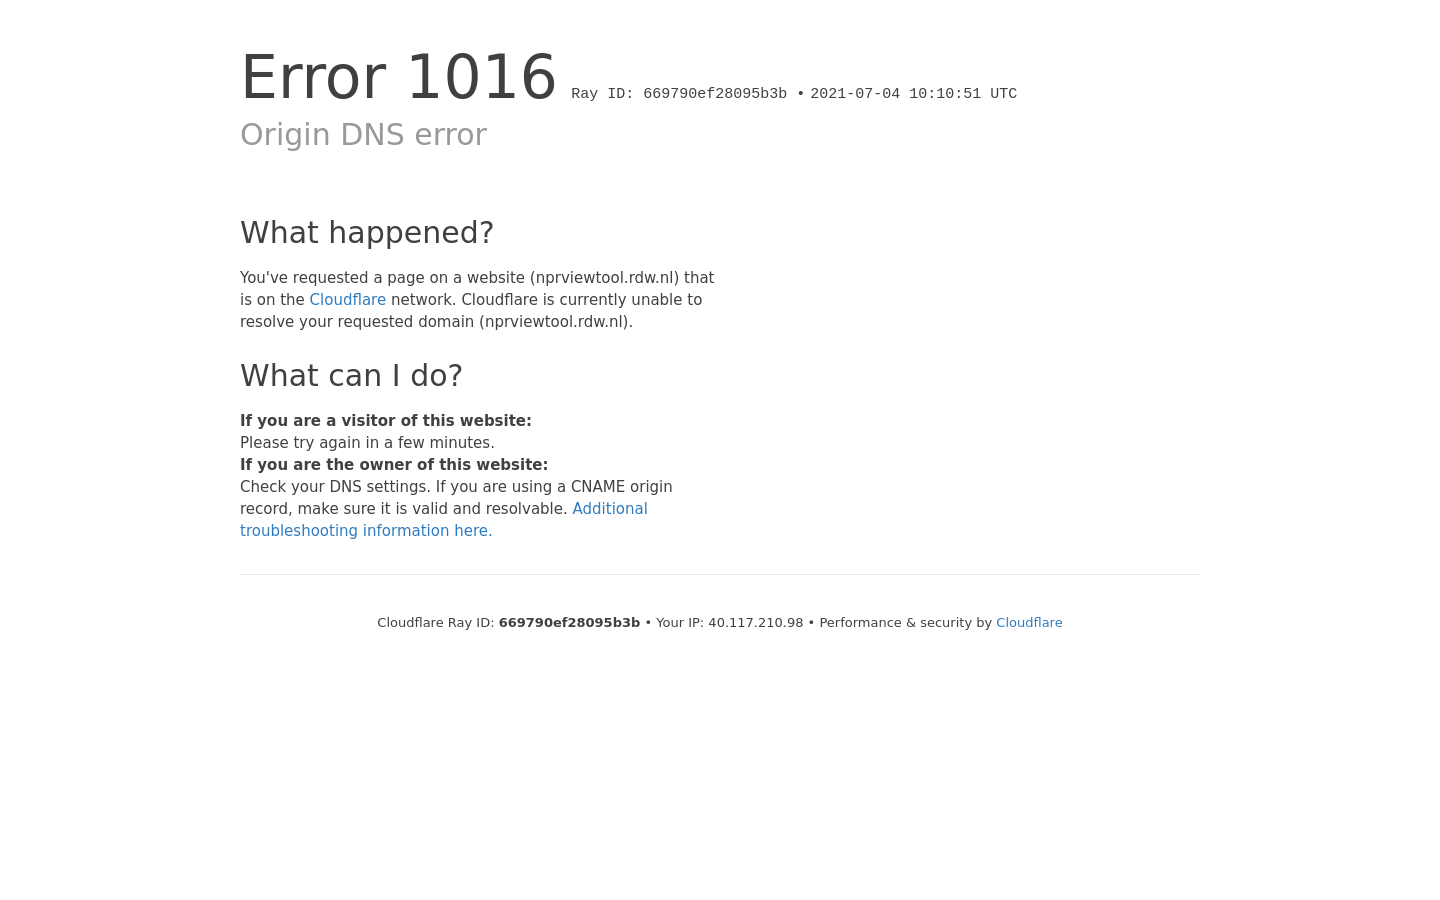 Error 1016 Ray ID: 669790ef28095b3b • 2021-07-04 10:10:51 UTC
Origin DNS error
What happened?
You've requested a page on a website (nprviewtool.rdw.nl) that
is on the Cloudflare network. Cloudflare is currently unable to
resolve your requested domain (nprviewtool.rdw.nl).
What can I do?
If you are a visitor of this website:
Please try again in a few minutes.
If you are the owner of this website:
Check your DNS settings. If you are using a CNAME origin
record, make sure it is valid and resolvable. Additional
troubleshooting information here.
Cloudflare Ray ID: 669790ef28095b3b • Your IP: 40.117.210.98 • Performance & security by Cloudflare